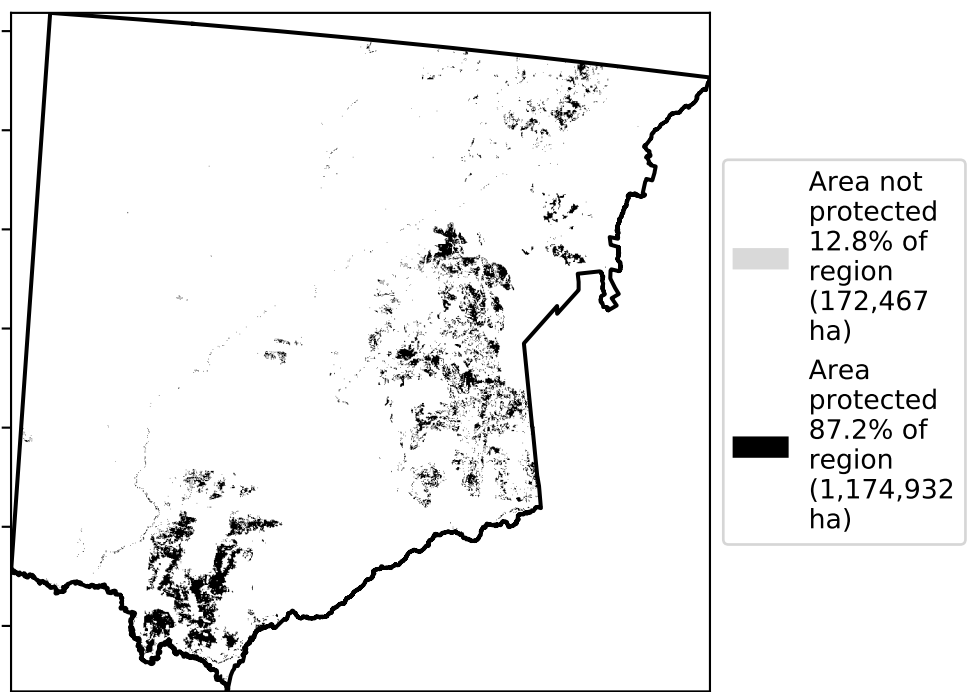 Area not
protected
12.8% of
region
(172,467
ha)
Area
protected
87.2% of
region
(1,174,932
ha)